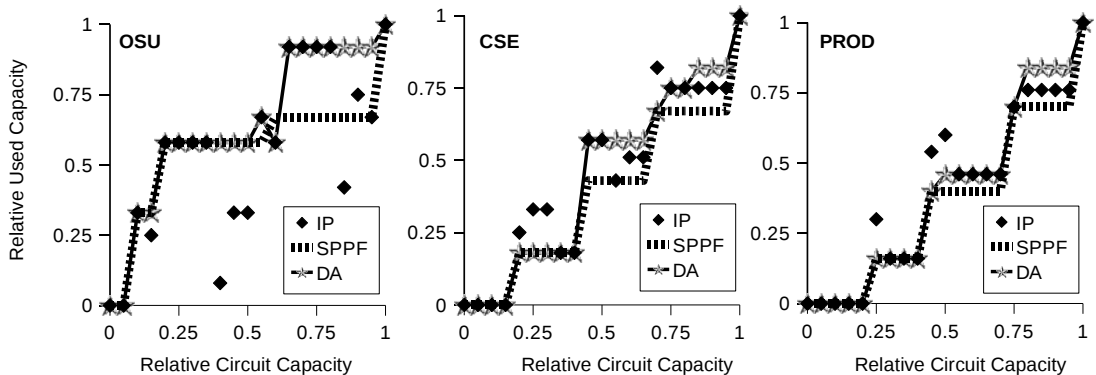 OSU
Relative Used Capacity
1
0.75
0.5
0.25
0
0 0.25 0.5 0.75 1
Relative Circuit Capacity
IP
SPPF
DA
CSE
1
0.75
0.5
0.25
0
0 0.25 0.5 0.75 1
Relative Circuit Capacity
IP
SPPF
DA
PROD
1
0.75
0.5
0.25
0
0 0.25 0.5 0.75 1
Relative Circuit Capacity
IP
SPPF
DA